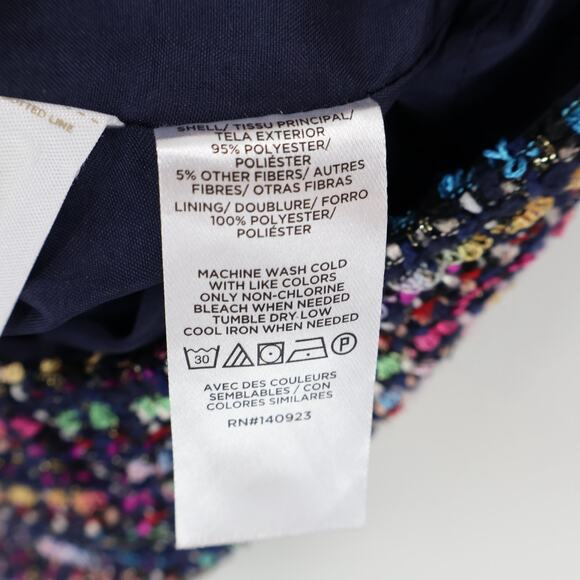 OTTED LINE
SHELL/ TISSU PRINCIPAL/
TELA EXTERIOR
95% POLYESTER/
POLIÉSTER
5% OTHER FIBERS/ AUTRES
FIBRES/ OTRAS FIBRAS
LINING/ DOUBLURE/ FORRO
100% POLYESTER/
POLIÉSTER
MACHINE WASH COLD
WITH LIKE COLORS
ONLY NON-CHLORINE
BLEACH WHEN NEEDED
TUMBLE DRY LOW
COOL IRON WHEN NEEDED
30 P
AVEC DES COULEURS
SEMBLABLES / CON
COLORES SIMILARES
RN#140923